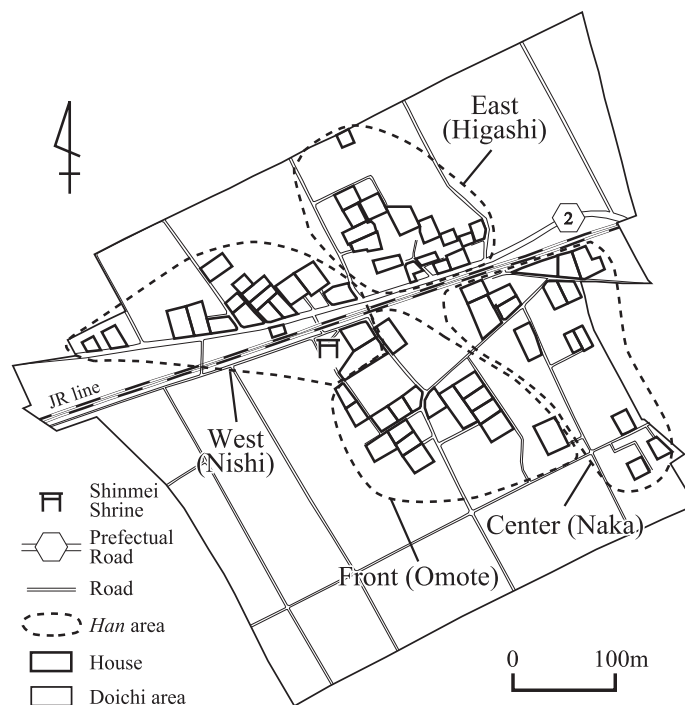 East
(Higashi)
2
JR line
West
(Nishi)
Center (Naka)
Front (Omote)
Shinmei
Shrine
Prefectual
Road
Road
Han area
House
Doichi area
0 100m